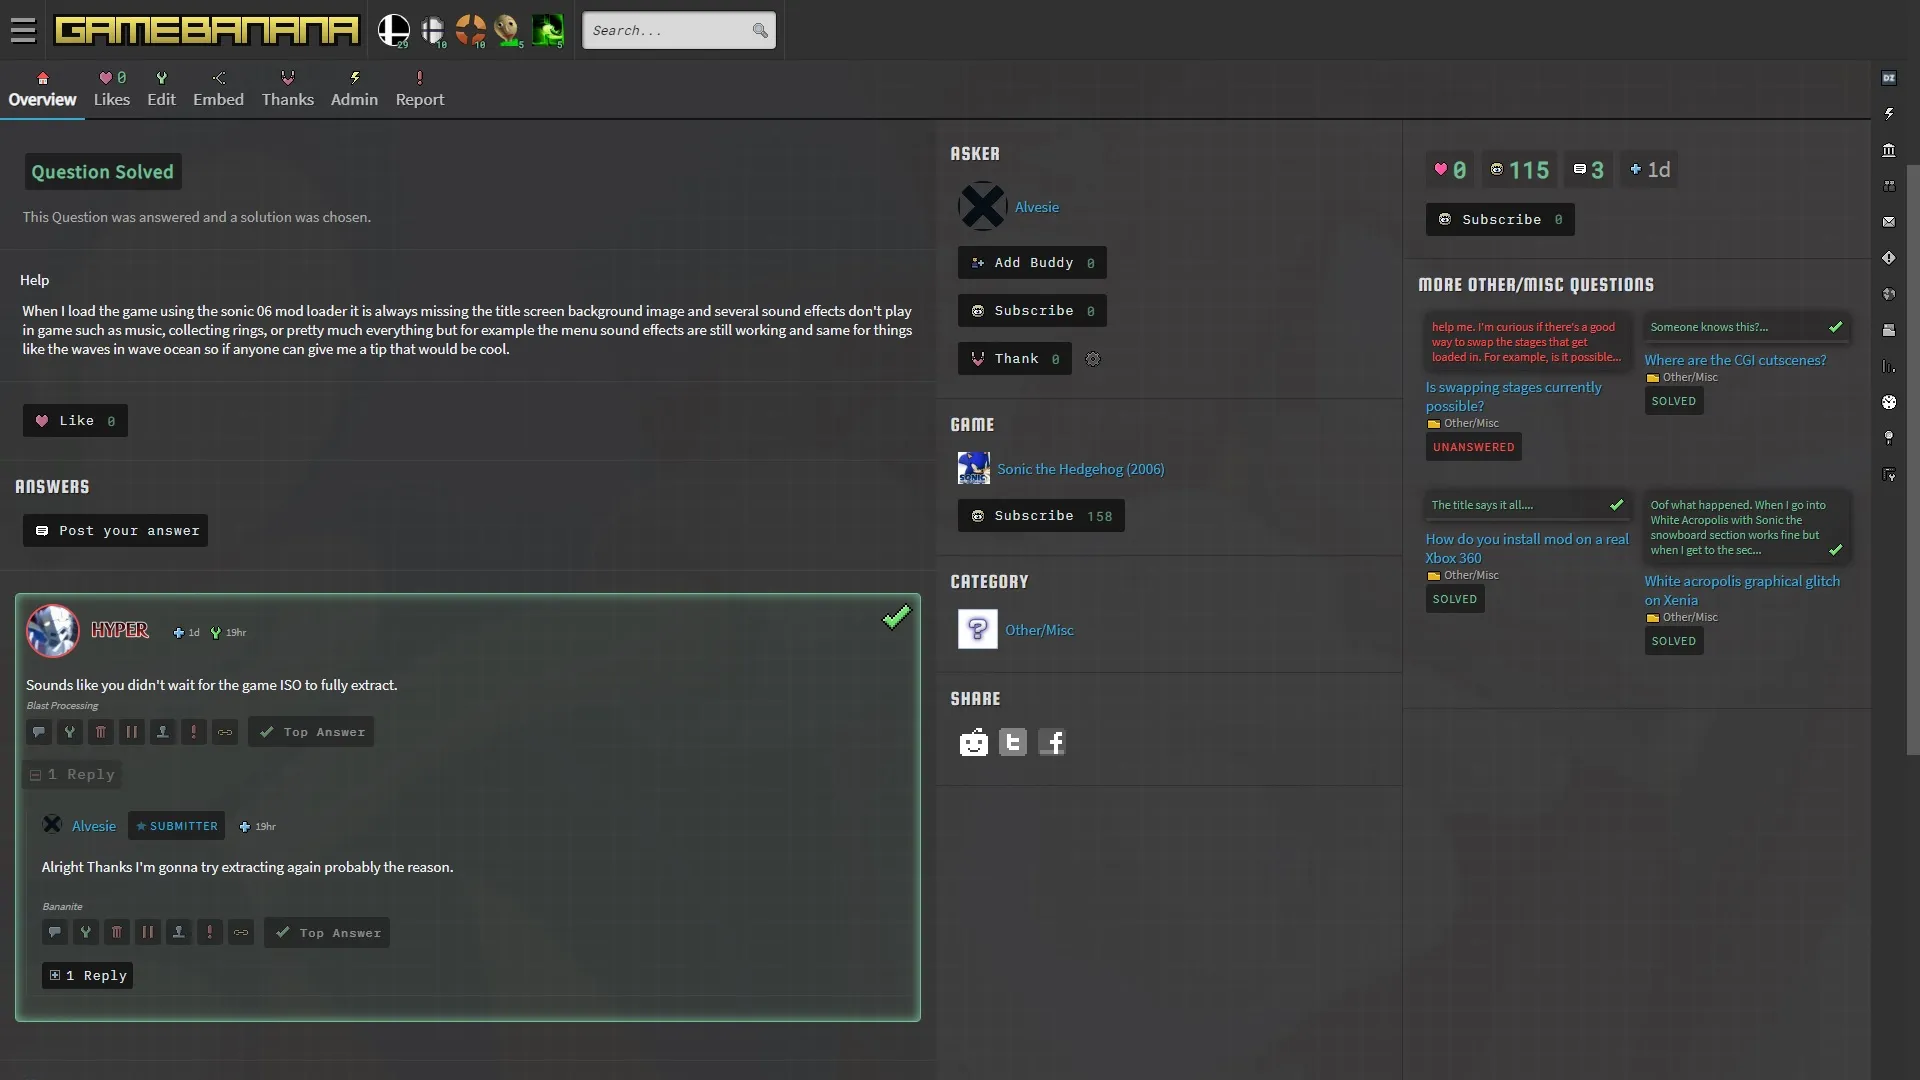 GAMEBANANA
29
10
10
5
5
Search...
0
Overview
Likes
Edit
Embed
Thanks
Admin
Report
Question Solved
This Question was answered and a solution was chosen.
Help
When I load the game using the sonic 06 mod loader it is always missing the title screen background image and several sound effects don't play
in game such as music, collecting rings, or pretty much everything but for example the menu sound effects are still working and same for things
like the waves in wave ocean so if anyone can give me a tip that would be cool.
Like 0
ANSWERS
Post your answer
HYPER 1d 19hr
Sounds like you didn't wait for the game ISO to fully extract.
Blast Processing
Top Answer
1 Reply
Alvesie SUBMITTER 19hr
Alright Thanks I'm gonna try extracting again probably the reason.
Bananite
Top Answer
1 Reply
ASKER
Alvesie
Add Buddy 0
Subscribe 0
Thank 0
GAME
SONIC
Sonic the Hedgehog (2006)
Subscribe 158
CATEGORY
?
Other/Misc
SHARE
0 115 3 1d
Subscribe 0
MORE OTHER/MISC QUESTIONS
help me. I'm curious if there's a good
way to swap the stages that get
loaded in. For example, is it possible...
Is swapping stages currently
possible?
Other/Misc
UNANSWERED
Someone knows this?...
Where are the CGI cutscenes?
Other/Misc
SOLVED
The title says it all....
How do you install mod on a real
Xbox 360
Other/Misc
SOLVED
Oof what happened. When I go into
White Acropolis with Sonic the
snowboard section works fine but
when I get to the sec...
White acropolis graphical glitch
on Xenia
Other/Misc
SOLVED
DZ